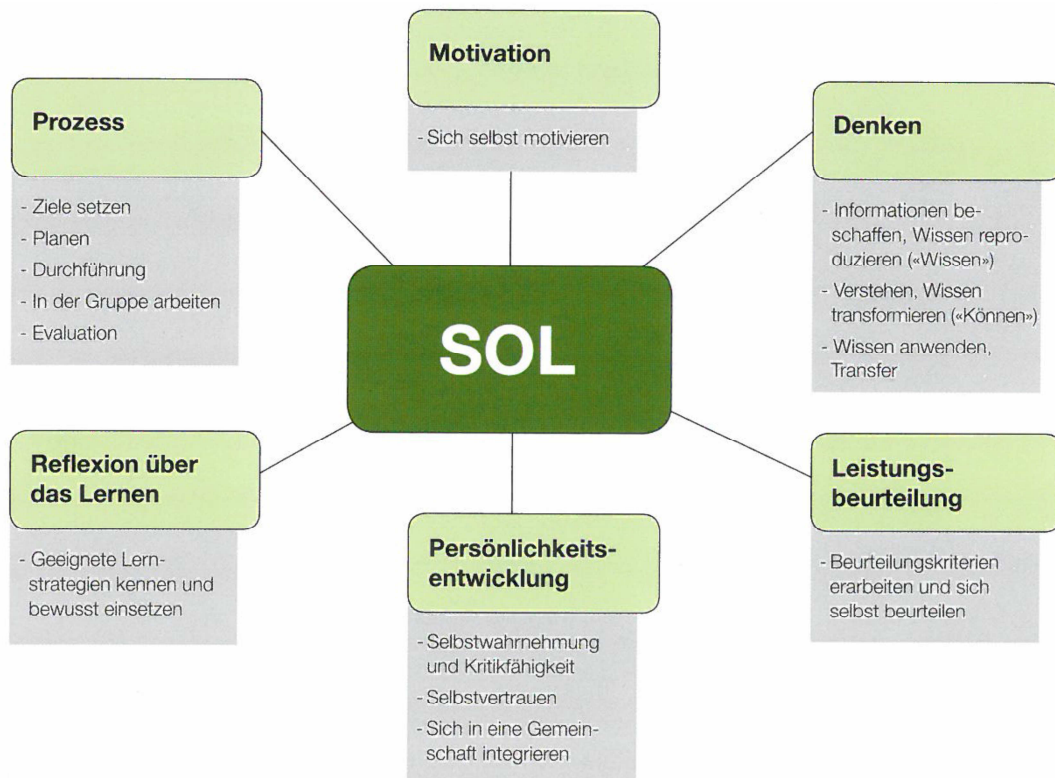 Motivation
- Sich selbst motivieren
Prozess
- Ziele setzen
- Planen
- Durchführung
- In der Gruppe arbeiten
- Evaluation
Denken
- Informationen be-
schaffen, Wissen repro-
duzieren («Wissen»)
- Verstehen, Wissen
transformieren («Können»)
- Wissen anwenden,
Transfer
SOL
Reflexion über
das Lernen
- Geeignete Lern-
strategien kennen und
bewusst einsetzen
Persönlichkeits-
entwicklung
- Selbstwahrnehmung
und Kritikfähigkeit
- Selbstvertrauen
- Sich in eine Gemein-
schaft integrieren
Leistungs-
beurteilung
- Beurteilungskriterien
erarbeiten und sich
selbst beurteilen